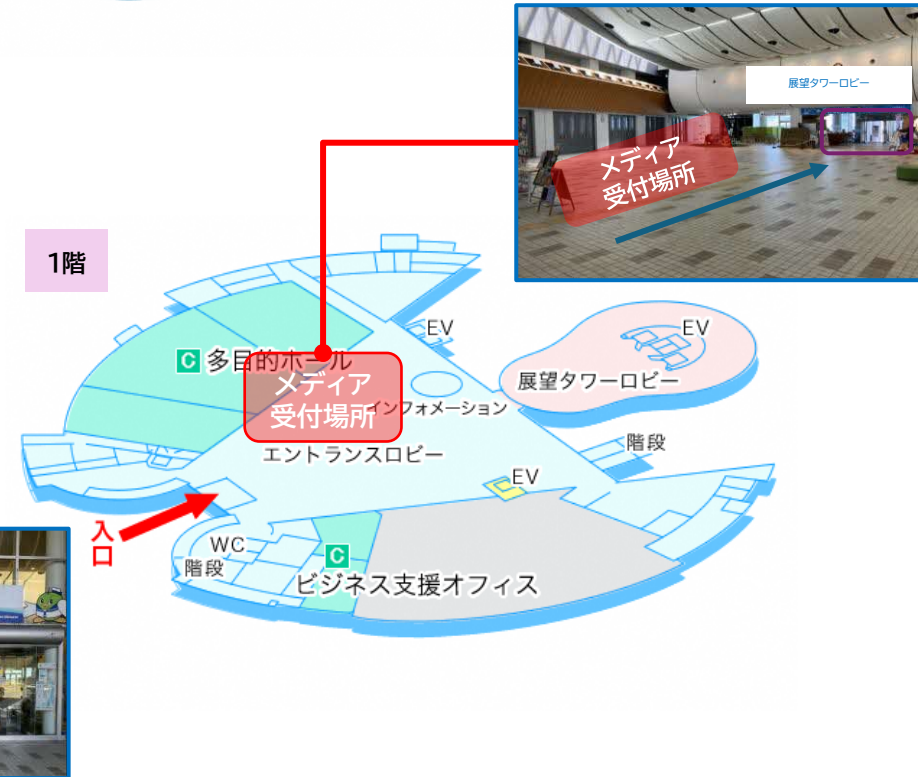 展望タワーロビー
メディア
受付場所
1階
EV
EV
C 多目的ホール
メディア
受付場所
展望タワーロビー
インフォメーション
エントランスロビー
階段
EV
入口
WC
階段
C
ビジネス支援オフィス